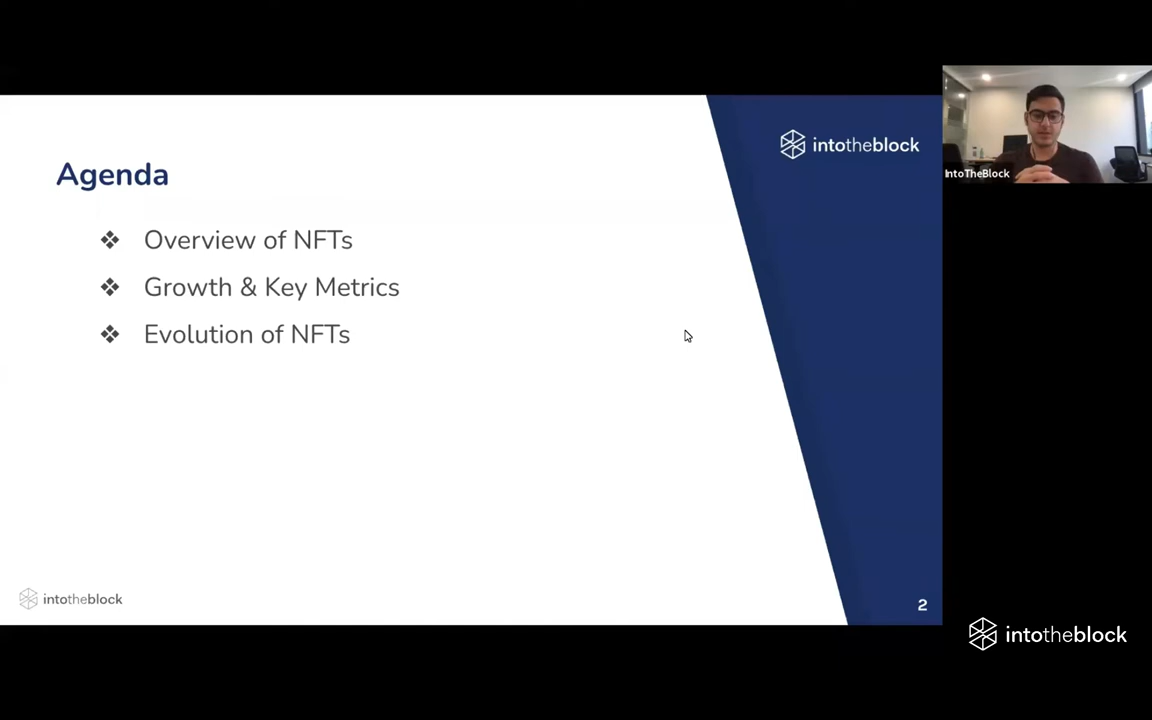 intotheblock
Agenda
Overview of NFTs
Growth & Key Metrics
Evolution of NFTs
IntoTheBlock
intotheblock
2
intotheblock